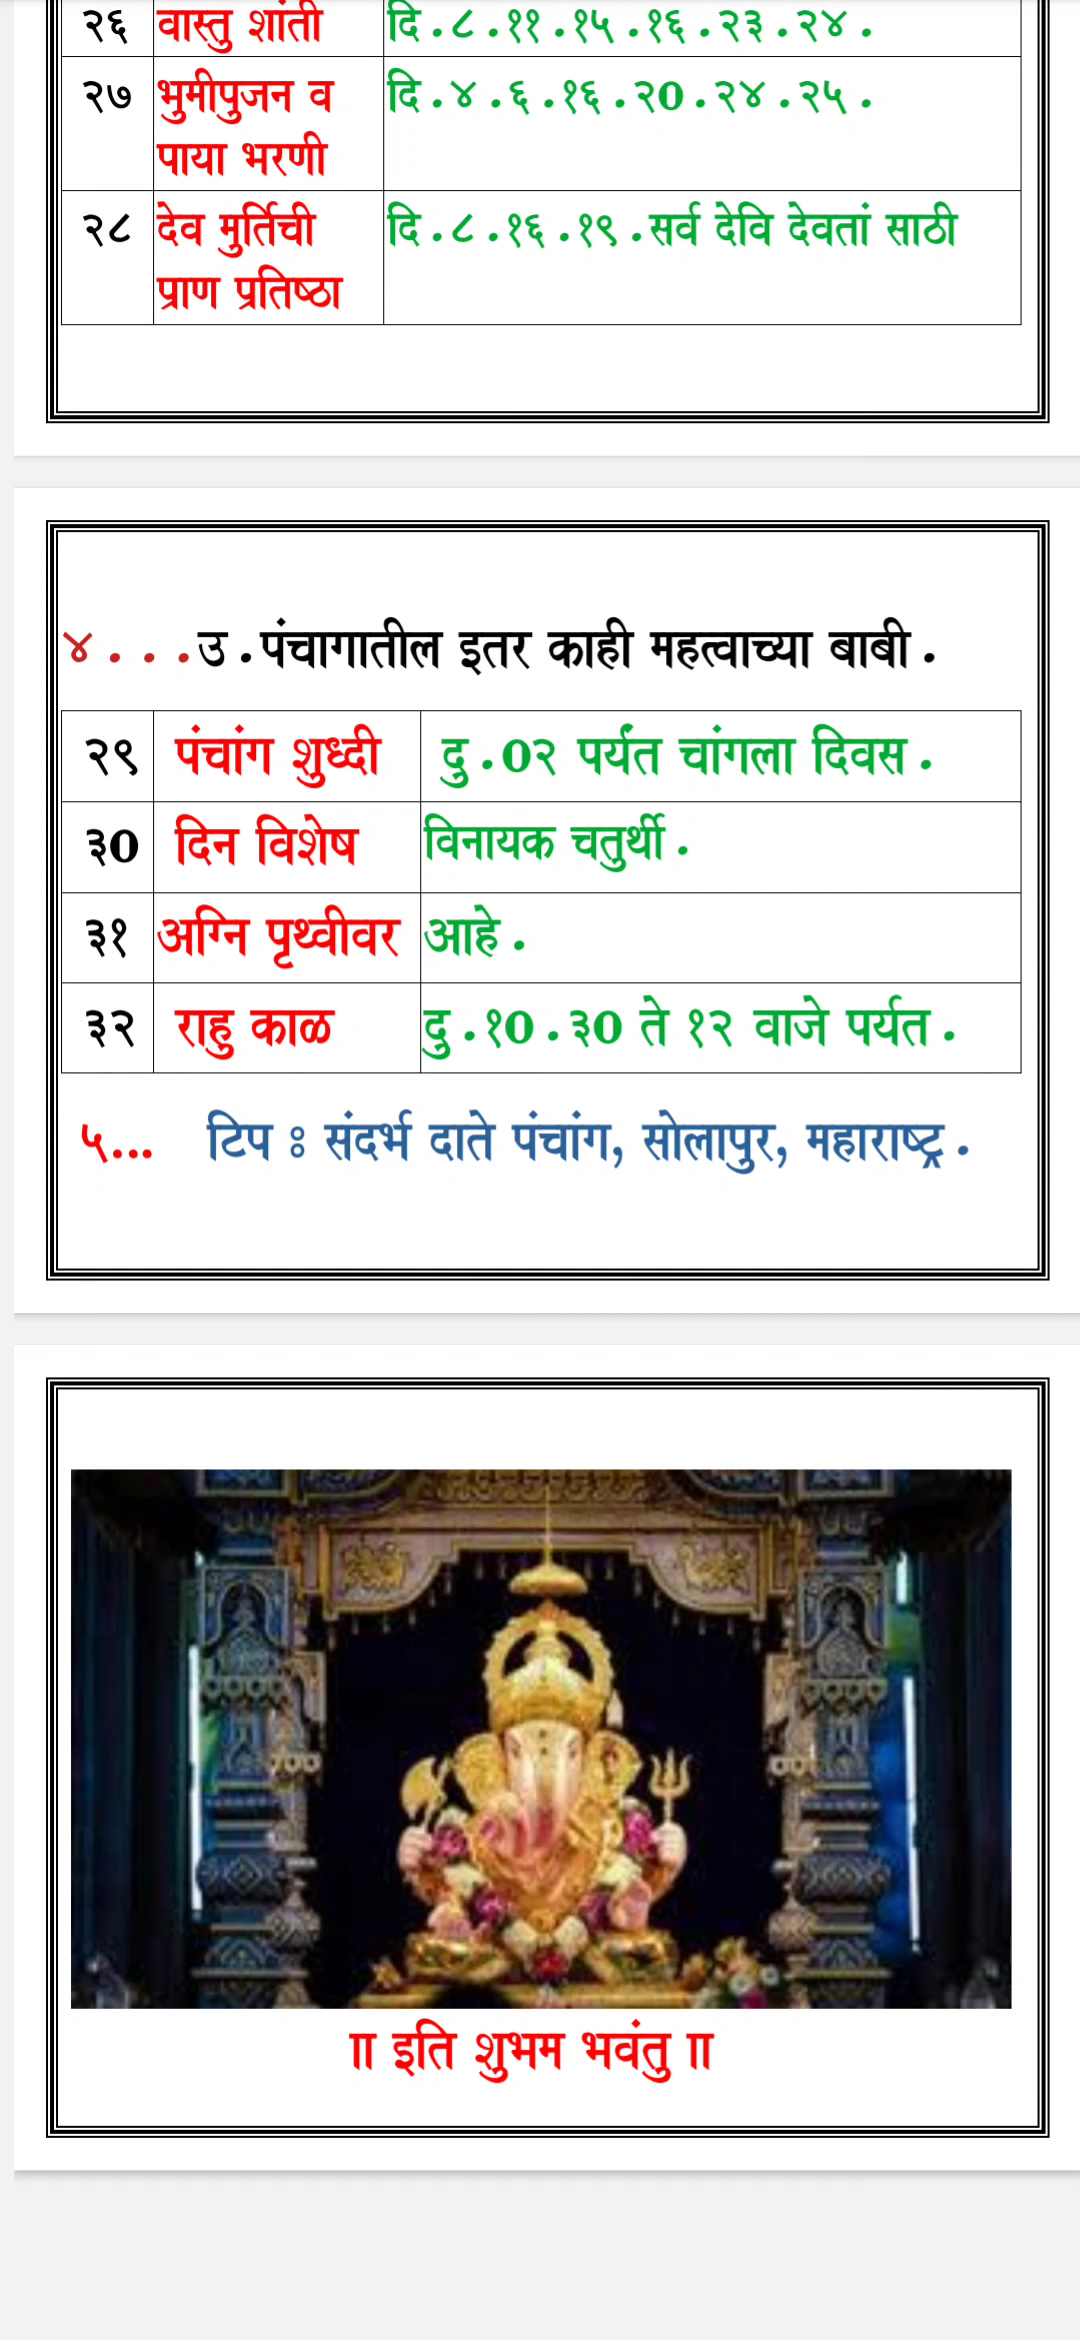 २६ वास्तु शांती दि.८.११.१५.१६.२३.२४.
२७ भुमीपुजन व दि.४.६.१६.२0.२४.२५.
पाया भरणी
२८ देव मुर्तिची दि.८.१६.१९.सर्व देवि देवतां साठी
प्राण प्रतिष्ठा
४...उ.पंचागातील इतर काही महत्वाच्या बाबी.
२९ पंचांग शुध्दी दु.0२ पर्यंत चांगला दिवस.
३0 दिन विशेष विनायक चतुर्थी.
३१ अग्नि पृथ्वीवर आहे.
३२ राहु काळ दु.१0.३0 ते १२ वाजे पर्यत.
५... टिप : संदर्भ दाते पंचांग, सोलापुर, महाराष्ट्र.
॥ इति शुभम भवंतु ॥